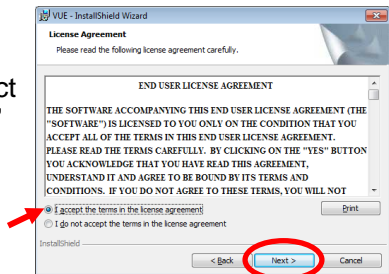 VUE - InstallShield Wizard
License Agreement
Please read the following license agreement carefully.
ct
END USER LICENSE AGREEMENT
THE SOFTWARE ACCOMPANYING THIS END USER LICENSE AGREEMENT (THE
"SOFTWARE") IS LICENSED TO YOU ONLY ON THE CONDITION THAT YOU
ACCEPT ALL OF THE TERMS IN THIS END USER LICENSE AGREEMENT.
PLEASE READ THE TERMS CAREFULLY. BY CLICKING ON THE "YES" BUTTON
YOU ACKNOWLEDGE THAT YOU HAVE READ THIS AGREEMENT,
UNDERSTAND IT AND AGREE TO BE BOUND BY ITS TERMS AND
CONDITIONS. IF YOU DO NOT AGREE TO THESE TERMS, YOU WILL NOT
I accept the terms in the license agreement
Print
I do not accept the terms in the license agreement
InstallShield
< Back Next > Cancel